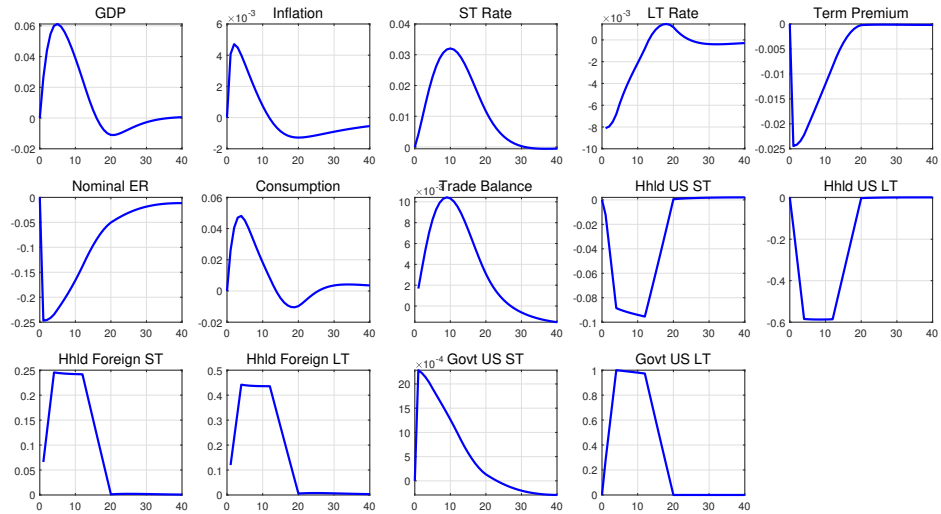 GDP
Inflation
ST Rate
LT Rate
Term Premium
0.06
0.04
0.02
0
-0.02
0 10 20 30 40
×10⁻³
6
4
2
0
-2
0 10 20 30 40
0.04
0.03
0.02
0.01
0
0 10 20 30 40
×10⁻³
0
-2
-4
-6
-8
-10
0 10 20 30 40
0
-0.005
-0.01
-0.015
-0.02
-0.025
0 10 20 30 40
Nominal ER
Consumption
Trade Balance
Hhld US ST
Hhld US LT
0
-0.05
-0.1
-0.15
-0.2
-0.25
0 10 20 30 40
0.06
0.04
0.02
0
-0.02
0 10 20 30 40
×10⁻³
10
8
6
4
2
0
0 10 20 30 40
0
-0.02
-0.04
-0.06
-0.08
-0.1
0 10 20 30 40
0
-0.2
-0.4
-0.6
0 10 20 30 40
Hhld Foreign ST
Hhld Foreign LT
Govt US ST
Govt US LT
0.25
0.2
0.15
0.1
0.05
0
0 10 20 30 40
0.5
0.4
0.3
0.2
0.1
0
0 10 20 30 40
×10⁻⁴
20
15
10
5
0
0 10 20 30 40
1
0.8
0.6
0.4
0.2
0
0 10 20 30 40